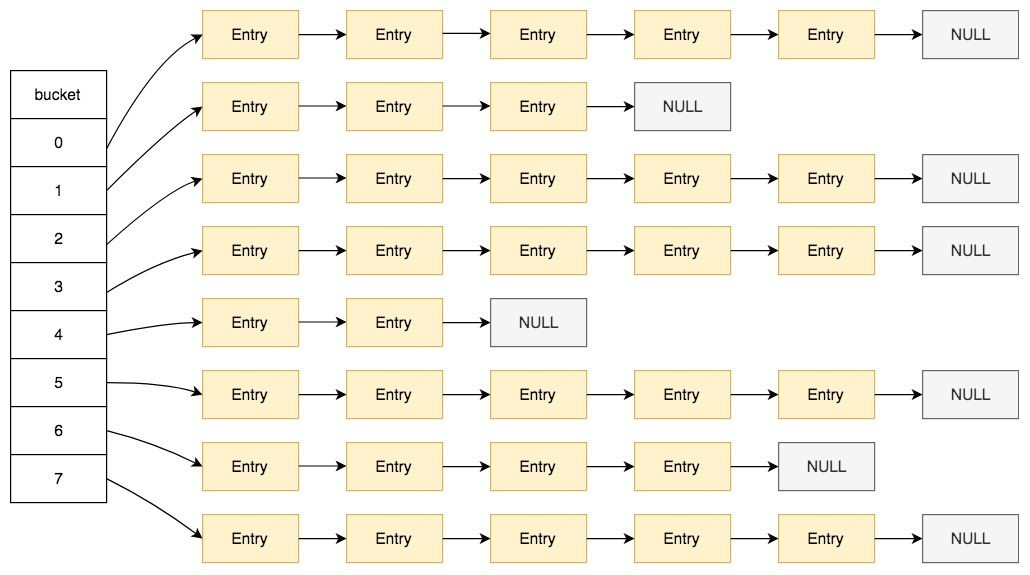 Entry Entry Entry Entry Entry NULL
bucket
Entry Entry Entry NULL
0
Entry Entry Entry Entry Entry NULL
1
2
Entry Entry Entry Entry Entry NULL
3
Entry Entry NULL
4
5
Entry Entry Entry Entry Entry NULL
6
Entry Entry Entry Entry NULL
7
Entry Entry Entry Entry Entry NULL